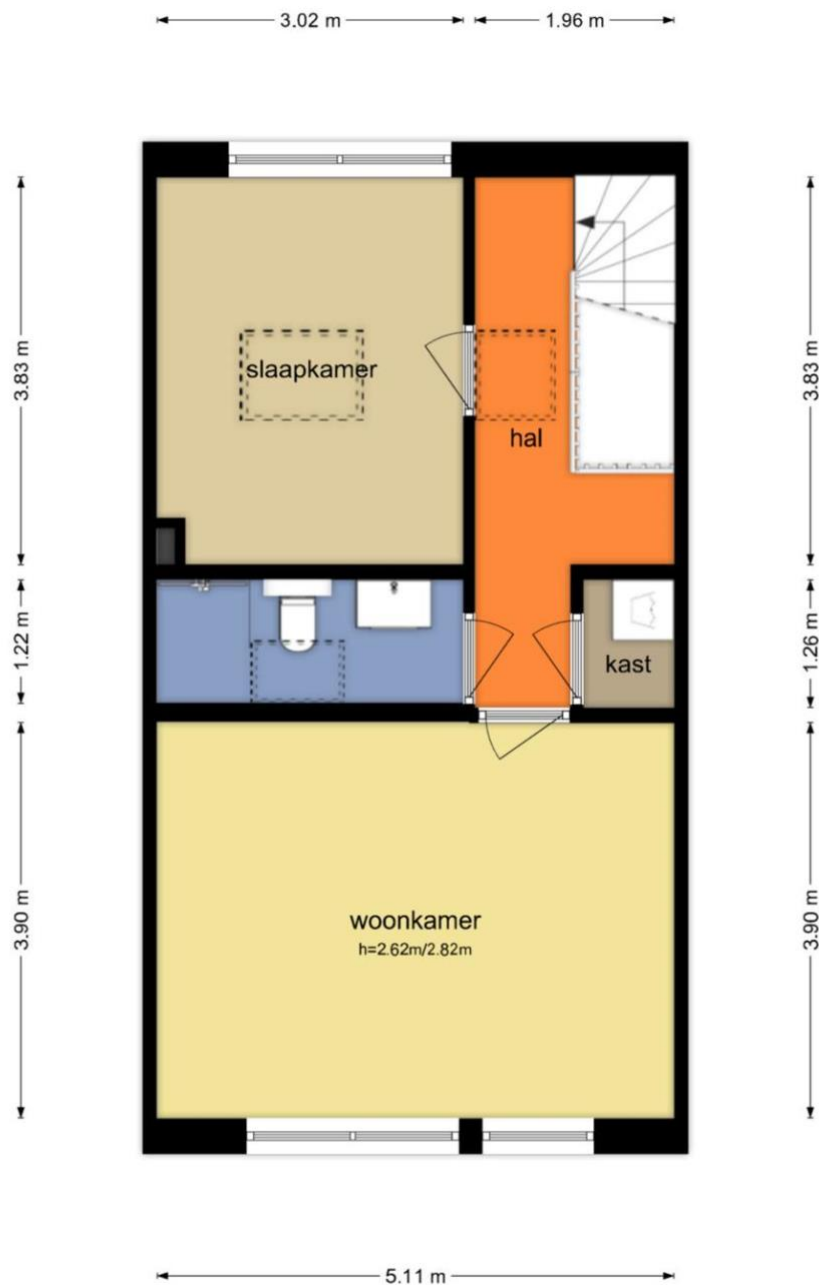 3.02 m
1.96 m
3.83 m
3.83 m
slaapkamer
hal
1.22 m
1.26 m
kast
3.90 m
3.90 m
woonkamer
h=2.62m/2.82m
5.11 m